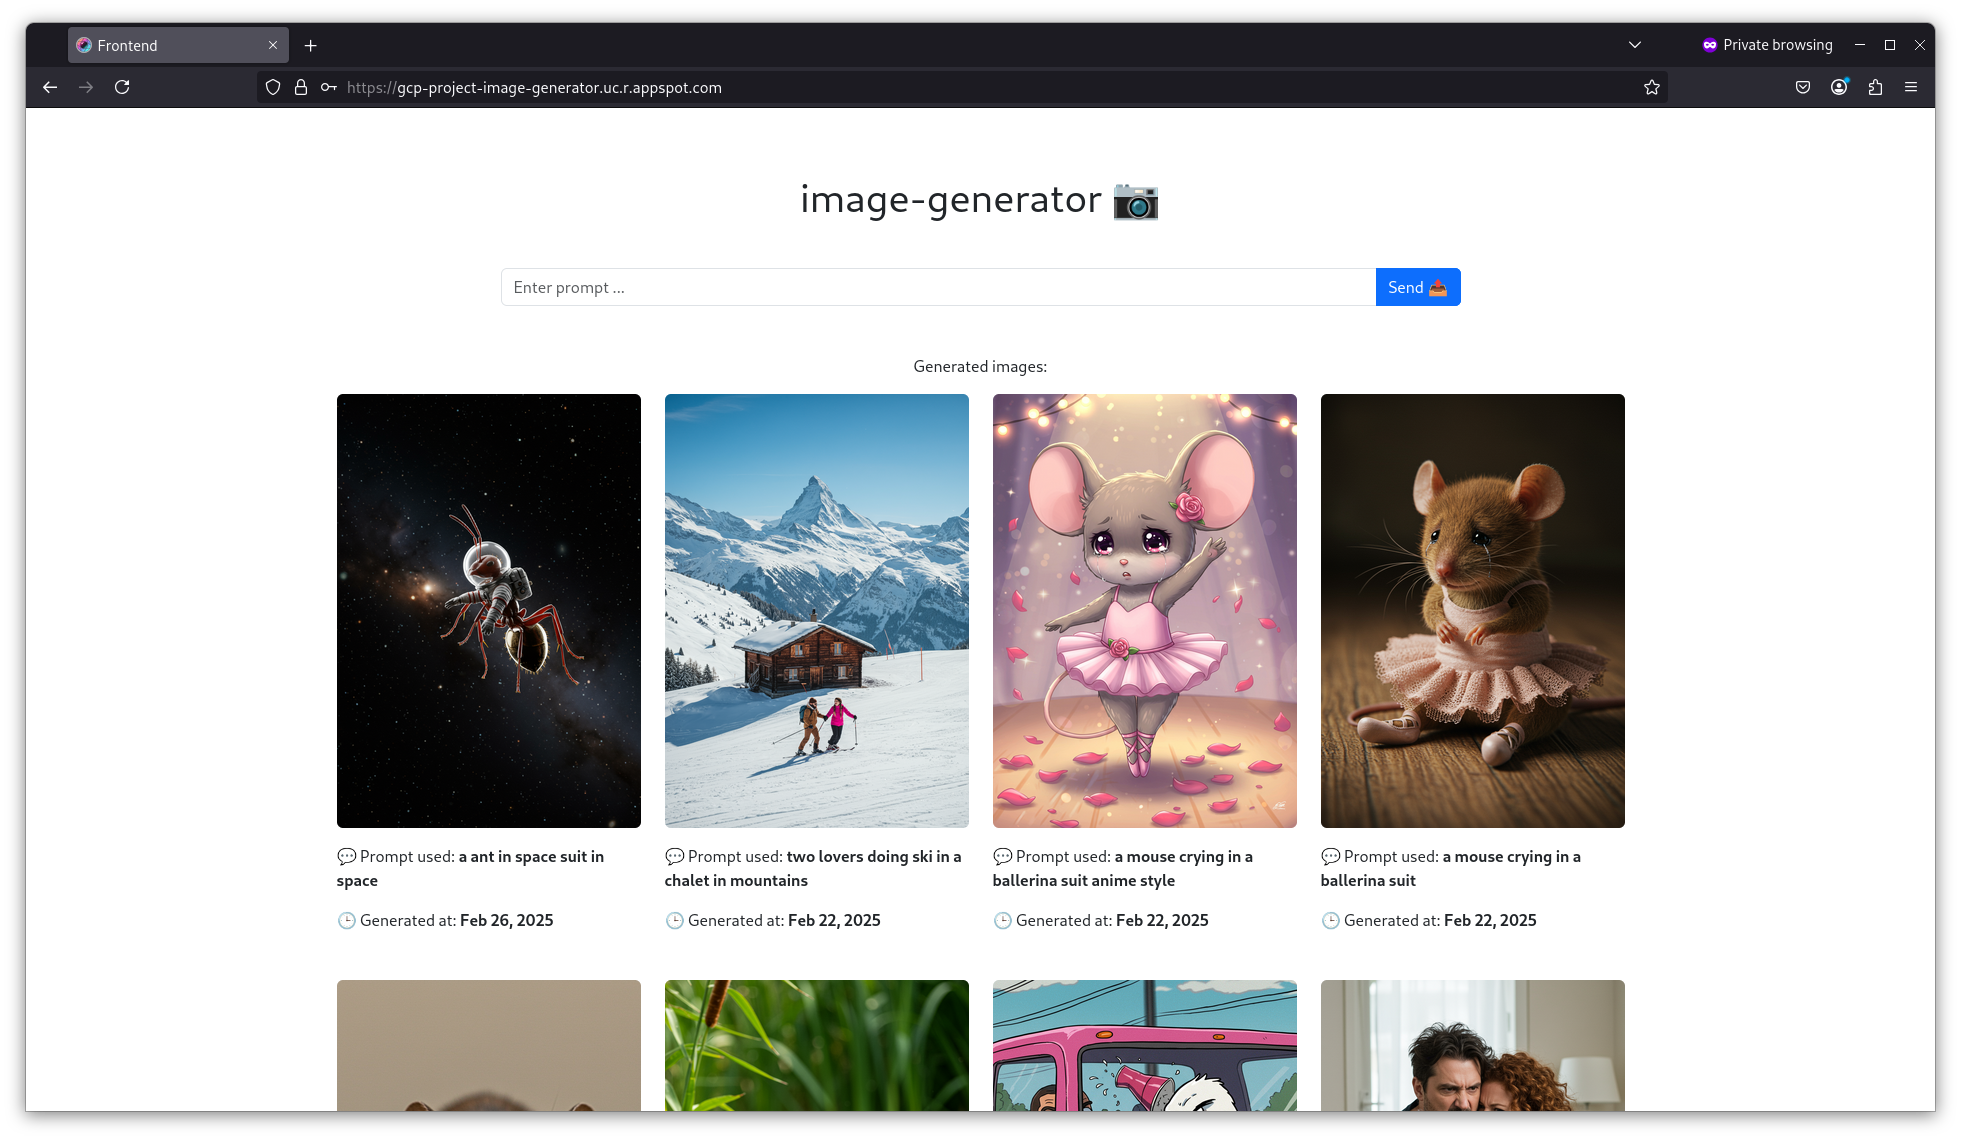 Frontend
Private browsing
https://gcp-project-image-generator.uc.r.appspot.com
image-generator 📷
Enter prompt ...
Send 📤
Generated images:
💬 Prompt used: a ant in space suit in
space
🕒 Generated at: Feb 26, 2025
💬 Prompt used: two lovers doing ski in a
chalet in mountains
🕒 Generated at: Feb 22, 2025
💬 Prompt used: a mouse crying in a
ballerina suit anime style
🕒 Generated at: Feb 22, 2025
💬 Prompt used: a mouse crying in a
ballerina suit
🕒 Generated at: Feb 22, 2025